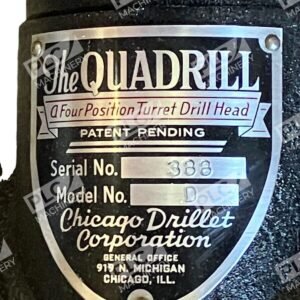 The QUADRILL
A Four Position Turret Drill Head
PATENT PENDING
Serial No. 388
Model No. D
Chicago Drillet
Corporation
GENERAL OFFICE
919 N. MICHIGAN
CHICAGO, ILL.